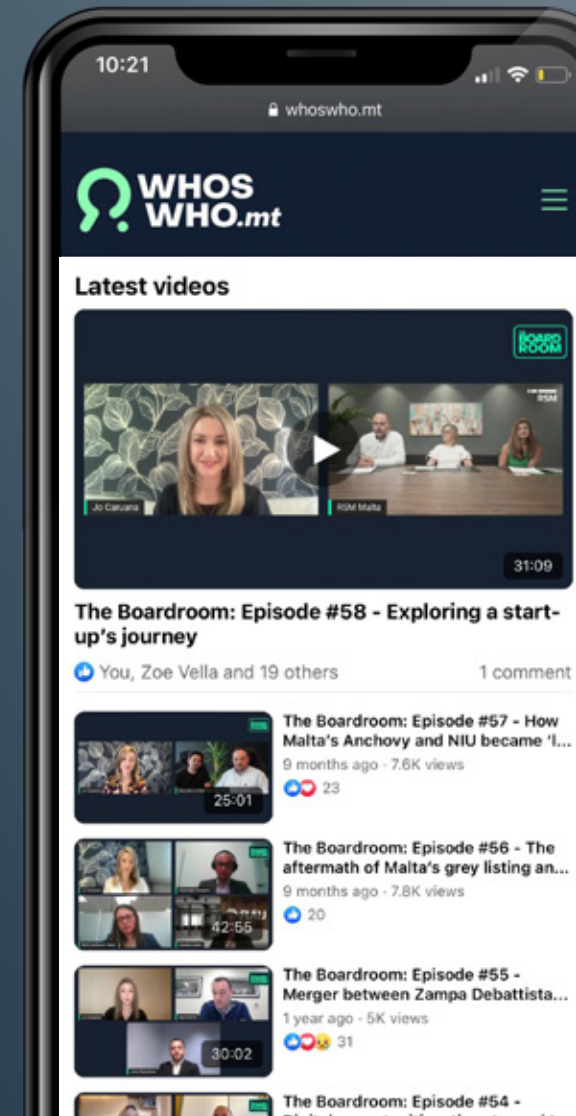 10:21
whoswho.mt
WHOS
WHO.mt
Latest videos
BOARD
ROOM
RSM
Jo Caruana
RSM Malta
31:09
The Boardroom: Episode #58 - Exploring a start-
up's journey
You, Zoe Vella and 19 others
1 comment
The Boardroom: Episode #57 - How
Malta's Anchovy and NIU became 'I...
9 months ago · 7.6K views
23
25:01
The Boardroom: Episode #56 - The
aftermath of Malta's grey listing an...
9 months ago · 7.8K views
20
42:55
The Boardroom: Episode #55 -
Merger between Zampa Debattista...
1 year ago · 5K views
31
30:02
The Boardroom: Episode #54 -